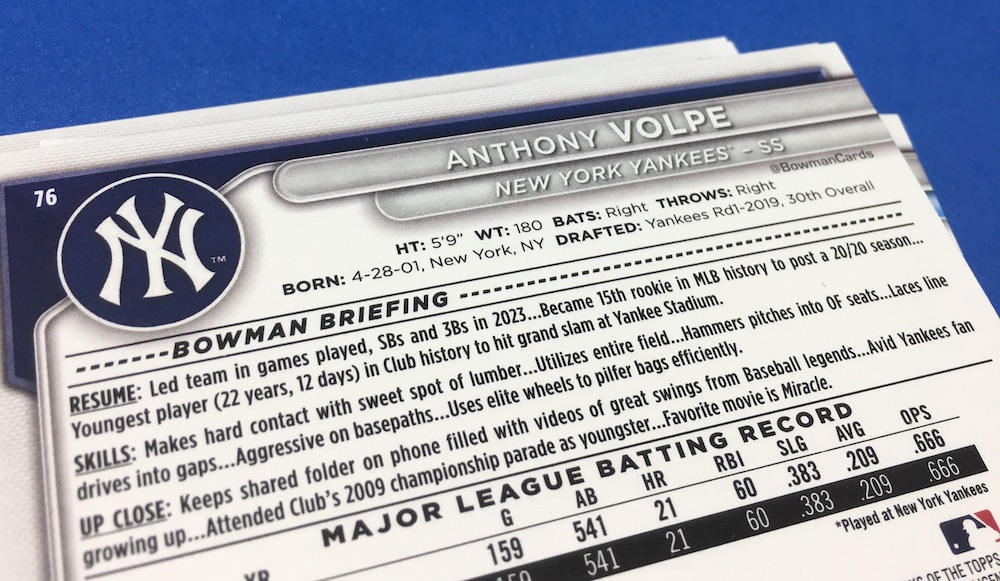 76
ANTHONY VOLPE
NEW YORK YANKEES® – SS
@BowmanCards
NY ™
HT: 5'9" WT: 180 BATS: Right THROWS: Right
BORN: 4-28-01, New York, NY DRAFTED: Yankees Rd1-2019, 30th Overall
BOWMAN BRIEFING
RESUME: Led team in games played, SBs and 3Bs in 2023...Became 15th rookie in MLB history to post a 20/20 season...
Youngest player (22 years, 12 days) in Club history to hit grand slam at Yankee Stadium.
SKILLS: Makes hard contact with sweet spot of lumber...Utilizes entire field...Hammers pitches into OF seats...Laces line
drives into gaps...Aggressive on basepaths...Uses elite wheels to pilfer bags efficiently.
UP CLOSE: Keeps shared folder on phone filled with videos of great swings from Baseball legends...Avid Yankees fan
growing up...Attended Club's 2009 championship parade as youngster...Favorite movie is Miracle.
MAJOR LEAGUE BATTING RECORD
YR G AB HR RBI SLG AVG OPS
159 541 21 60 .383 .209 .666
159 541 21 60 .383 .209 .666
*Played at New York Yankees
OF THE TOPPS